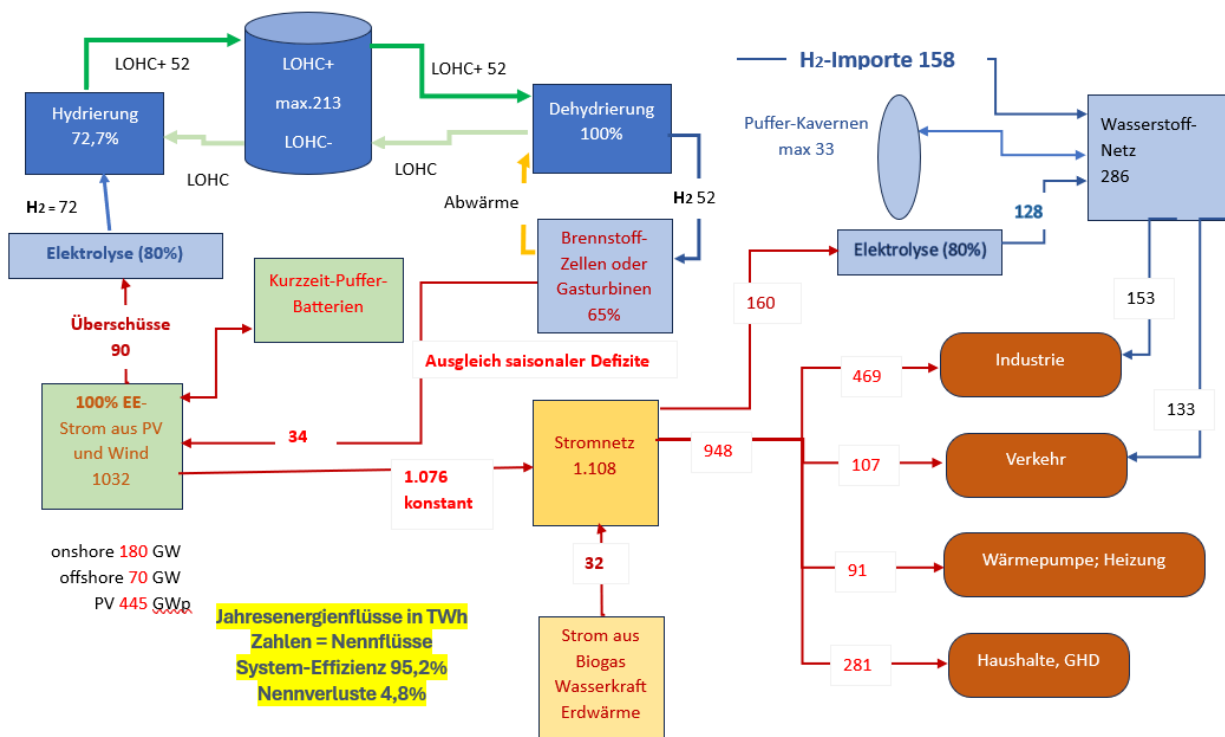 LOHC+ 52
LOHC+
max.213
LOHC-
LOHC+ 52
H2-Importe 158
Hydrierung
72,7%
Dehydrierung
100%
Puffer-Kavernen
max 33
Wasserstoff-
Netz
286
LOHC
LOHC
H2 = 72
Abwärme
H2 52
128
Elektrolyse (80%)
Brennstoff-
Zellen oder
Gasturbinen
65%
Elektrolyse (80%)
Kurzzeit-Puffer-
Batterien
153
160
Überschüsse
90
Ausgleich saisonaler Defizite
Industrie
469
133
100% EE-
Strom aus PV
und Wind
1032
34
Stromnetz
1.108
948
107
Verkehr
1.076
konstant
onshore 180 GW
offshore 70 GW
PV 445 GWp
32
91
Wärmepumpe; Heizung
Jahresenergienflüsse in TWh
Zahlen = Nennflüsse
System-Effizienz 95,2%
Nennverluste 4,8%
Strom aus
Biogas
Wasserkraft
Erdwärme
281
Haushalte, GHD